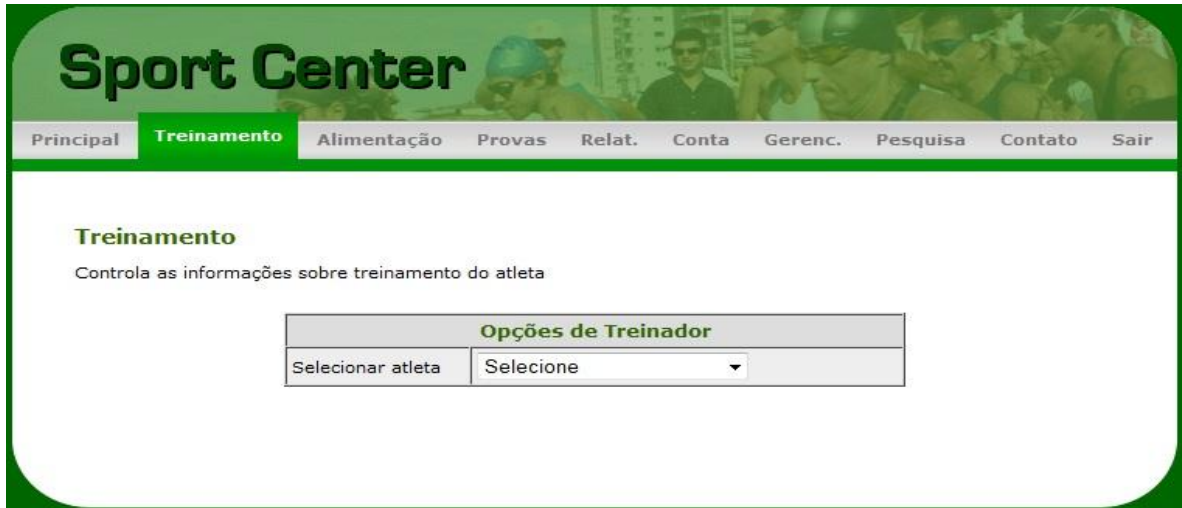 Sport Center
Principal Treinamento Alimentação Provas Relat. Conta Gerenc. Pesquisa Contato Sair
Treinamento
Controla as informações sobre treinamento do atleta
Opções de Treinador
Selecionar atleta Selecione